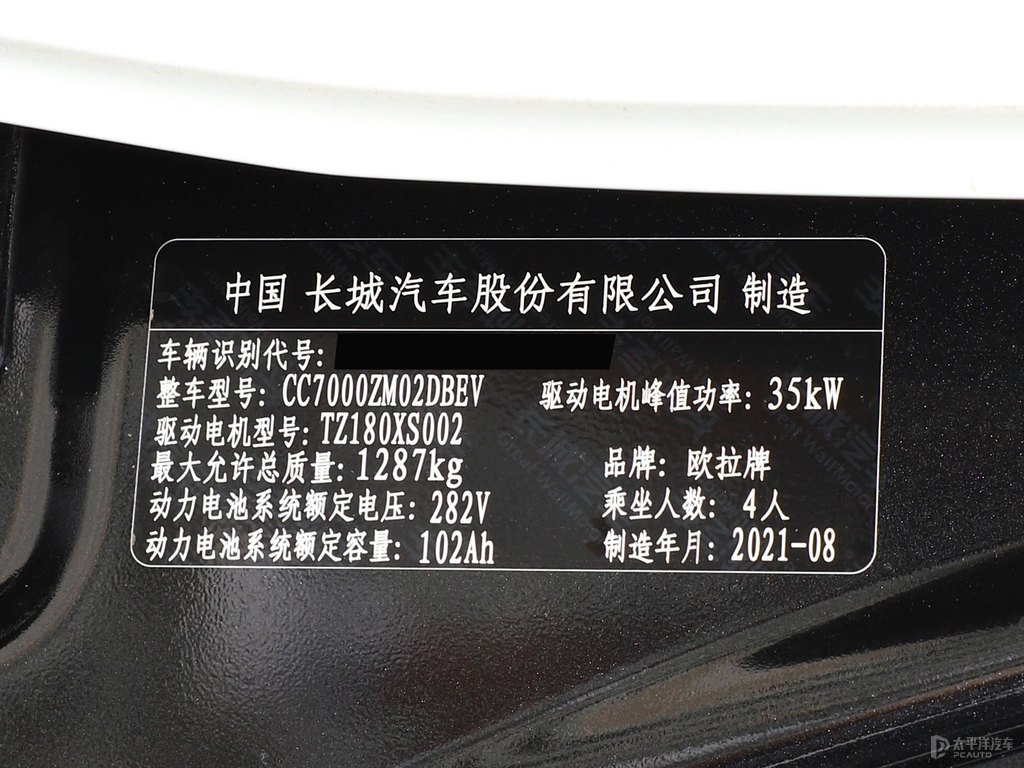 中国 长城汽车股份有限公司 制造
车辆识别代号:
整车型号: CC7000ZM02DBEV 驱动电机峰值功率: 35kW
驱动电机型号: TZ180XS002
最大允许总质量: 1287kg 品牌: 欧拉牌
动力电池系统额定电压: 282V 乘坐人数: 4人
动力电池系统额定容量: 102Ah 制造年月: 2021-08
太平洋汽车
PCAUTO